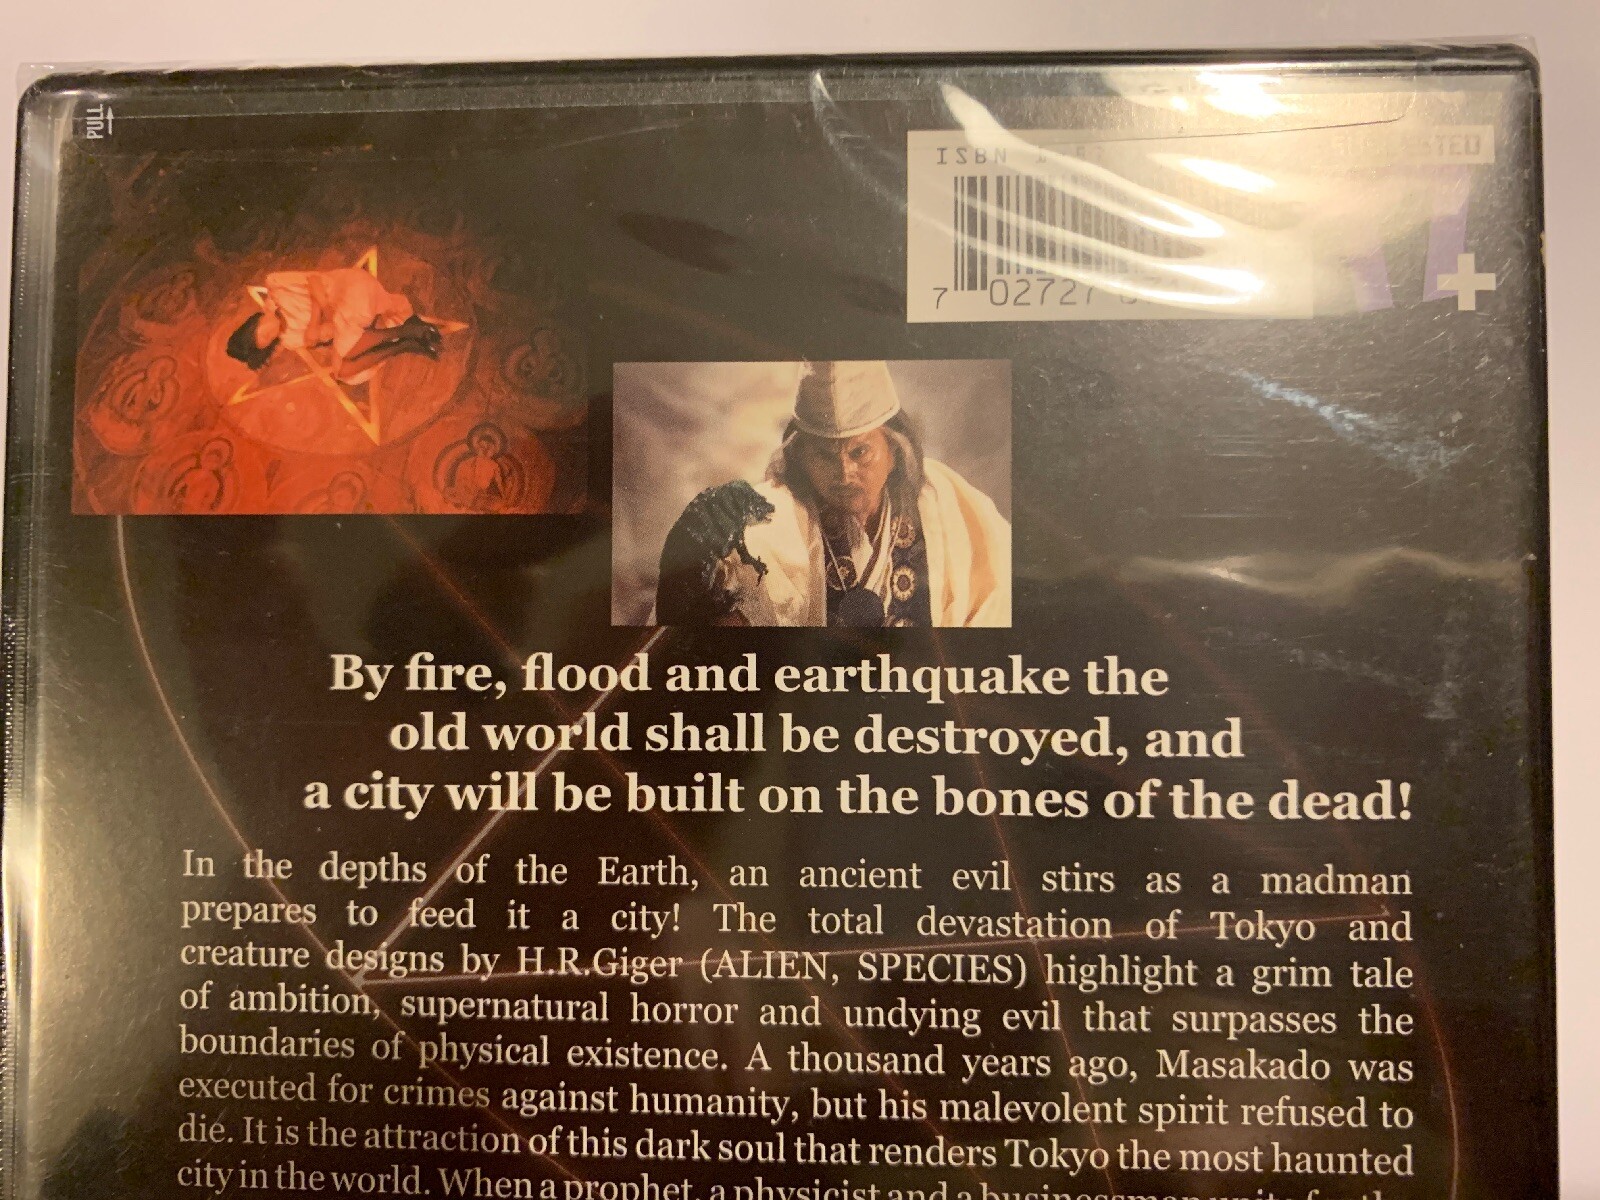 PULL
ISBN
7 02727
+
By fire, flood and earthquake the
old world shall be destroyed, and
a city will be built on the bones of the dead!
In the depths of the Earth, an ancient evil stirs as a madman
prepares to feed it a city! The total devastation of Tokyo and
creature designs by H.R.Giger (ALIEN, SPECIES) highlight a grim tale
of ambition, supernatural horror and undying evil that surpasses the
boundaries of physical existence. A thousand years ago, Masakado was
executed for crimes against humanity, but his malevolent spirit refused to
die. It is the attraction of this dark soul that renders Tokyo the most haunted
city in the world. When a prophet, a physicist and a businessman